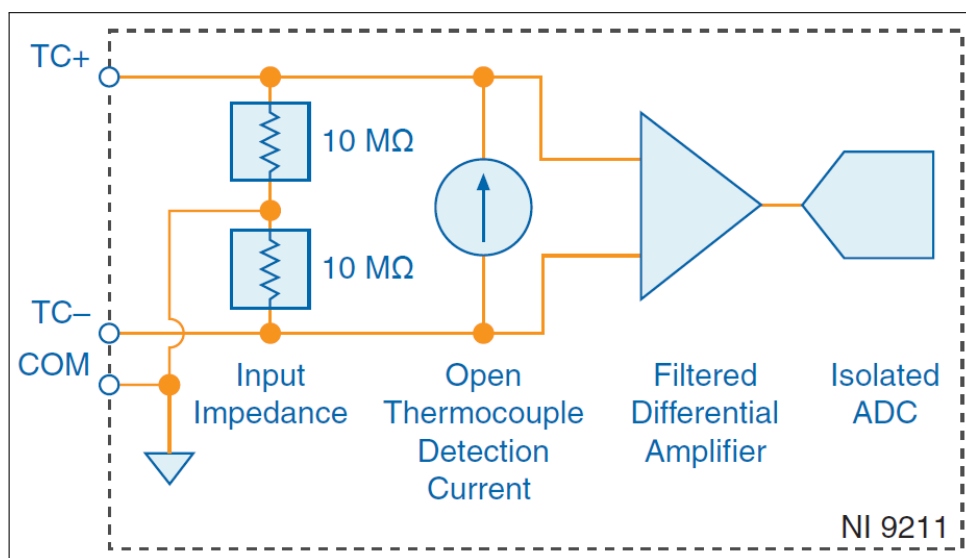 TC+
10 MΩ
10 MΩ
TC–
COM
Input
Impedance
Open
Thermocouple
Detection
Current
Filtered
Differential
Amplifier
Isolated
ADC
NI 9211